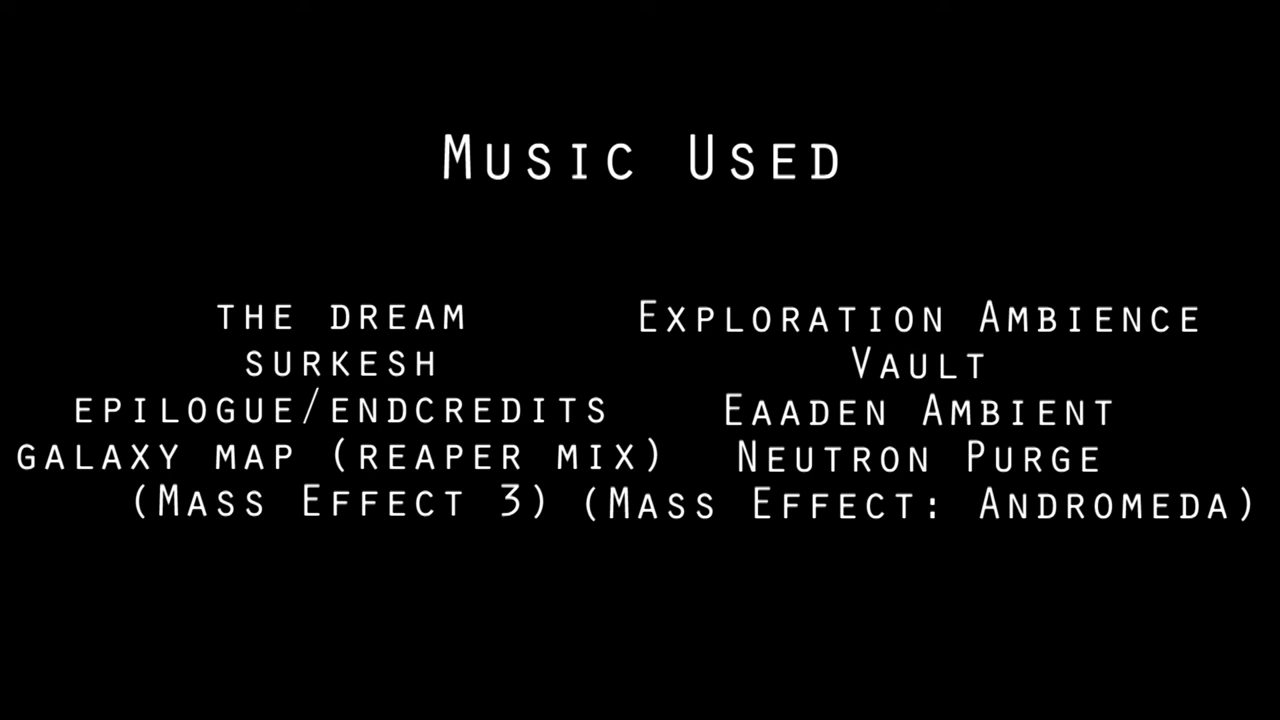 Music Used
the dream
surkesh
epilogue/endcredits
galaxy map (reaper mix)
(Mass Effect 3)
Exploration Ambience
Vault
Eaaden Ambient
Neutron Purge
(Mass Effect: Andromeda)